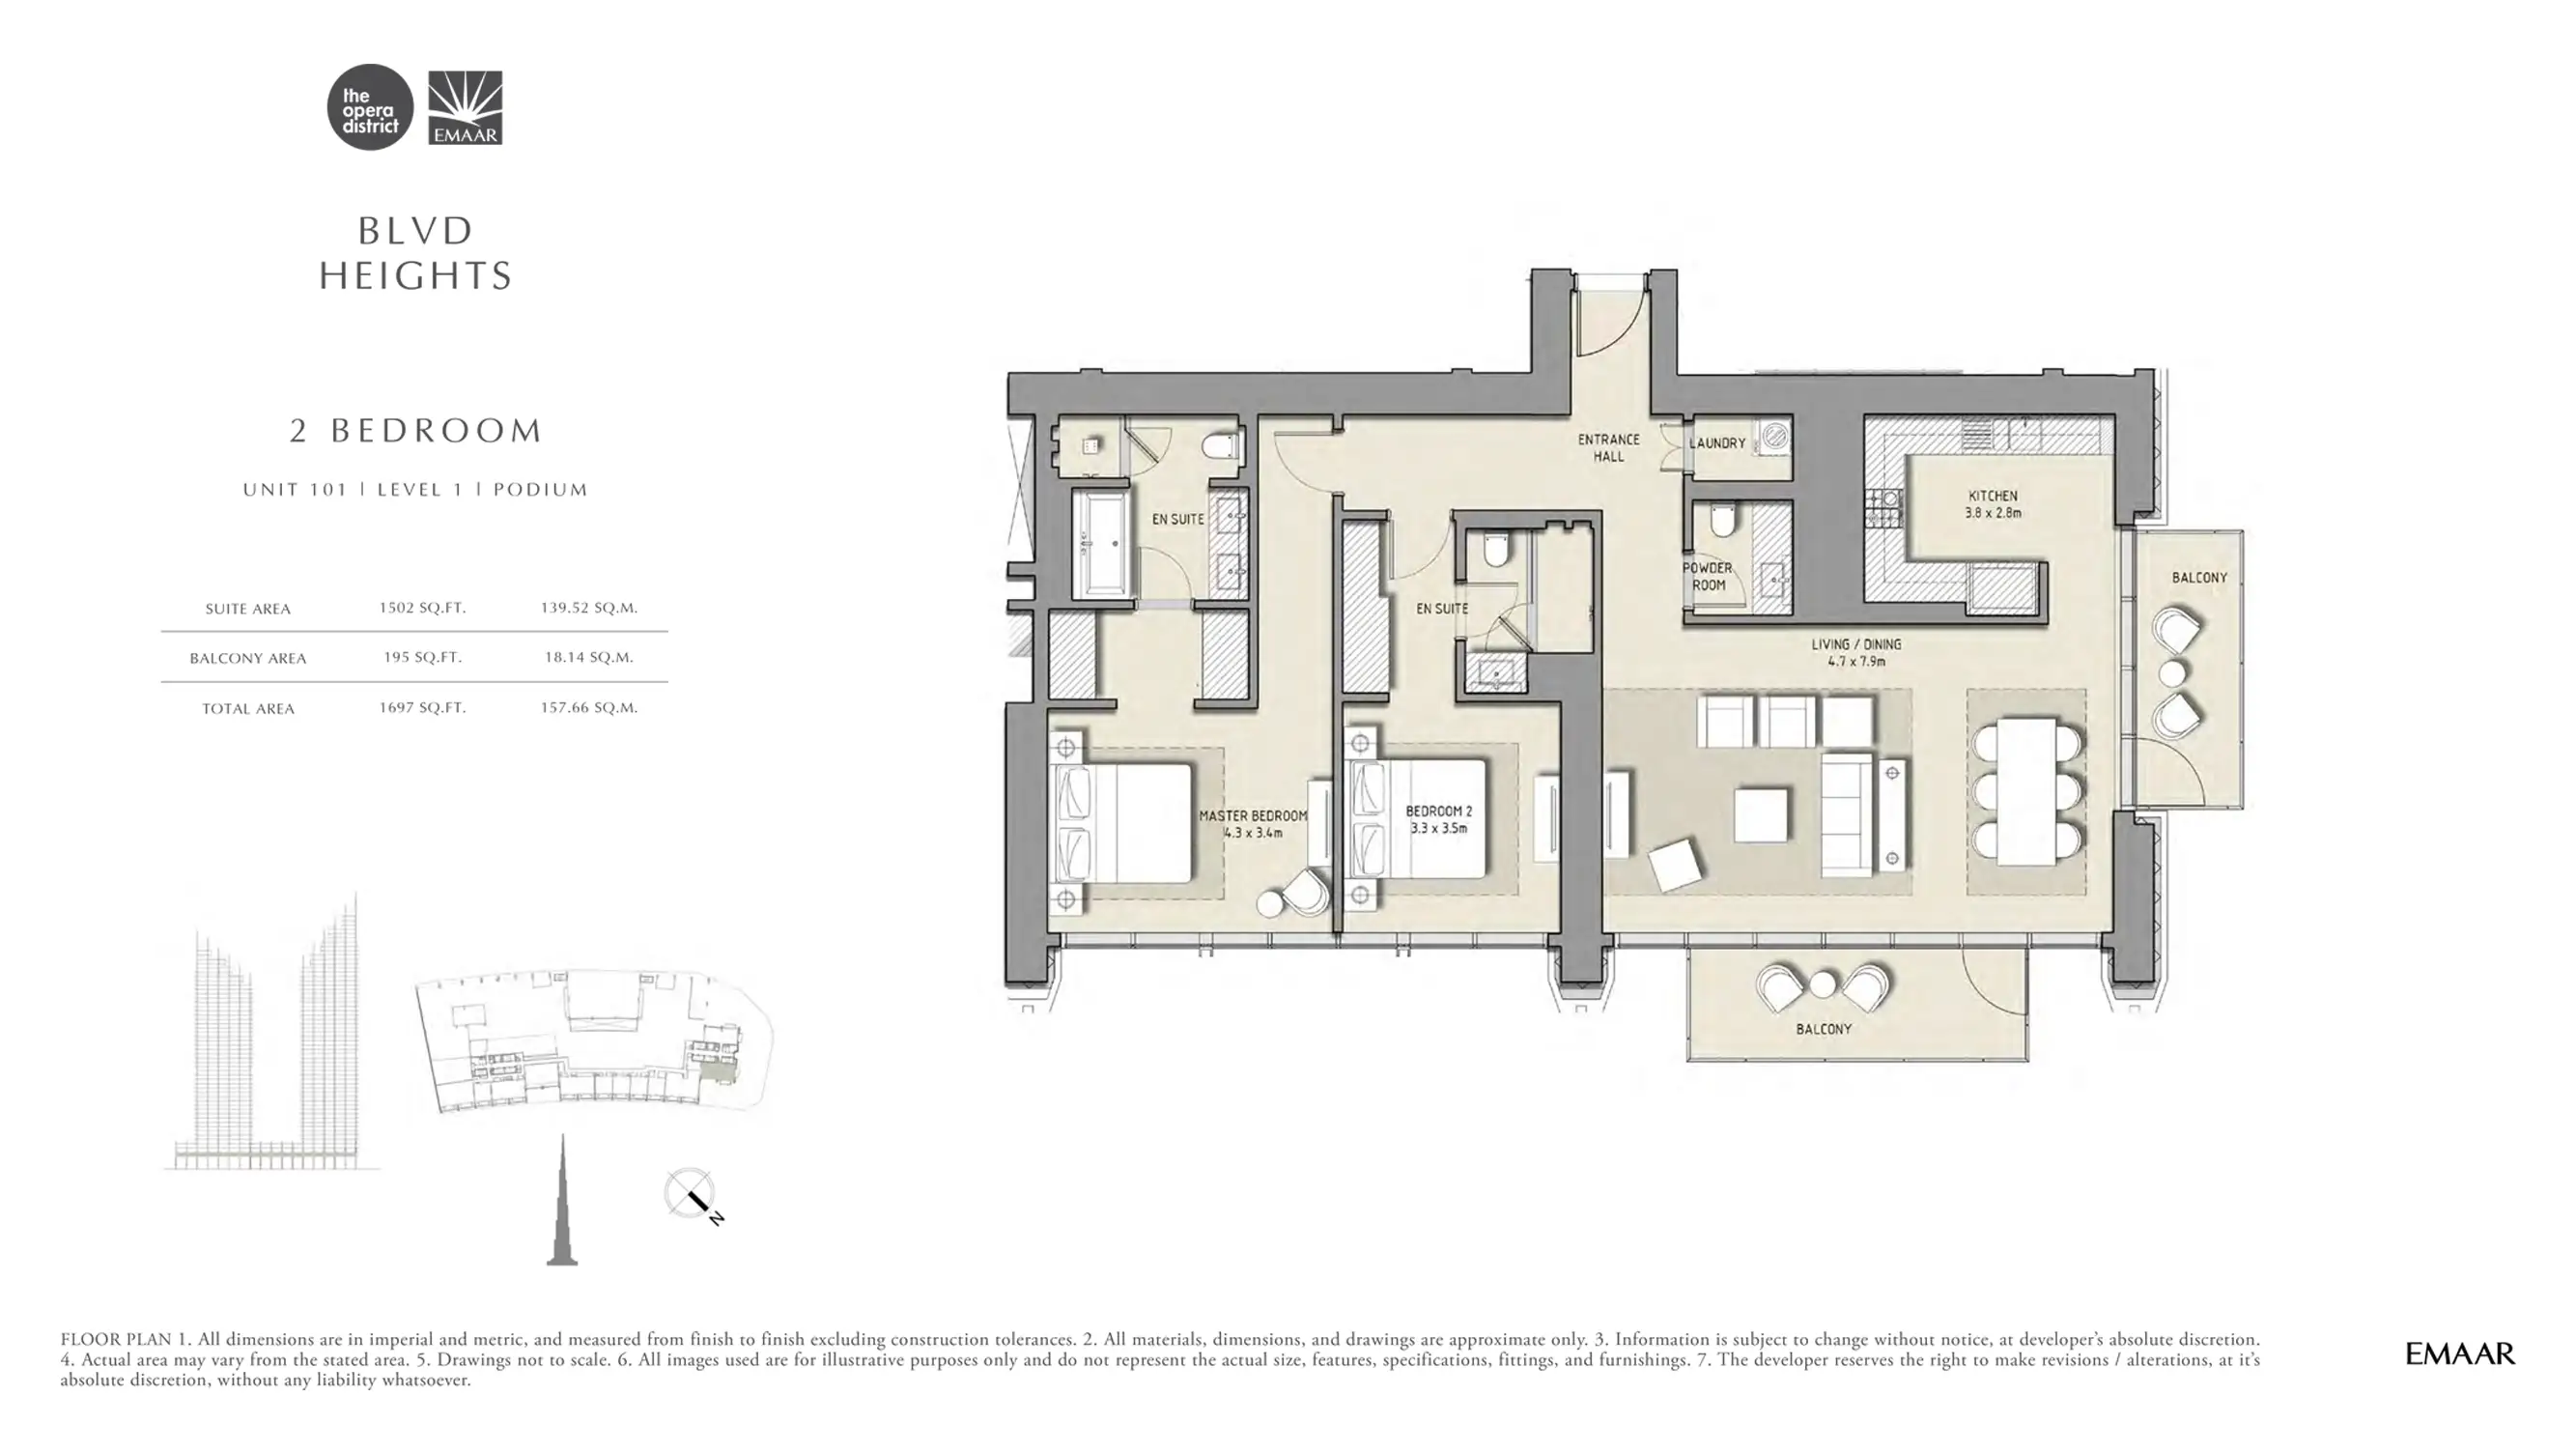 the
opera
district
EMAAR
BLVD
HEIGHTS
2 BEDROOM
UNIT 101 | LEVEL 1 | PODIUM
SUITE AREA 1502 SQ.FT. 139.52 SQ.M.
BALCONY AREA 195 SQ.FT. 18.14 SQ.M.
TOTAL AREA 1697 SQ.FT. 157.66 SQ.M.
N
ENTRANCE
HALL
LAUNDRY
KITCHEN
3.8 x 2.8m
EN SUITE
POWDER
ROOM
BALCONY
EN SUITE
LIVING / DINING
4.7 x 7.9m
MASTER BEDROOM
4.3 x 3.4m
BEDROOM 2
3.3 x 3.5m
BALCONY
FLOOR PLAN 1. All dimensions are in imperial and metric, and measured from finish to finish excluding construction tolerances. 2. All materials, dimensions, and drawings are approximate only. 3. Information is subject to change without notice, at developer's absolute discretion.
4. Actual area may vary from the stated area. 5. Drawings not to scale. 6. All images used are for illustrative purposes only and do not represent the actual size, features, specifications, fittings, and furnishings. 7. The developer reserves the right to make revisions / alterations, at it's
absolute discretion, without any liability whatsoever.
EMAAR